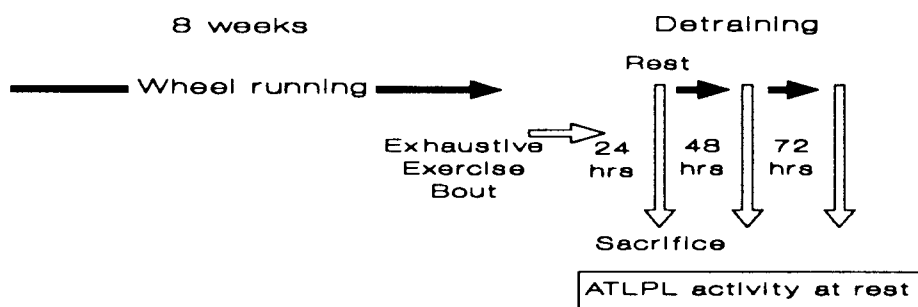 8 weeks
Detraining
Rest
Wheel running
Exhaustive
Exercise
Bout
24
hrs
48
hrs
72
hrs
Sacrifice
ATLPL activity at rest